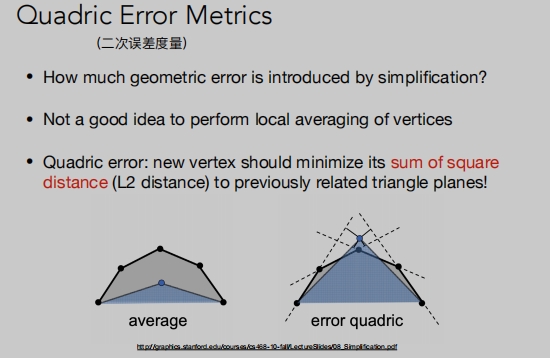 Quadric Error Metrics
(二次误差度量)
• How much geometric error is introduced by simplification?
• Not a good idea to perform local averaging of vertices
• Quadric error: new vertex should minimize its sum of square
distance (L2 distance) to previously related triangle planes!
average
error quadric
http://graphics.stanford.edu/courses/cs468-10-fall/LectureSlides/08_Simplification.pdf